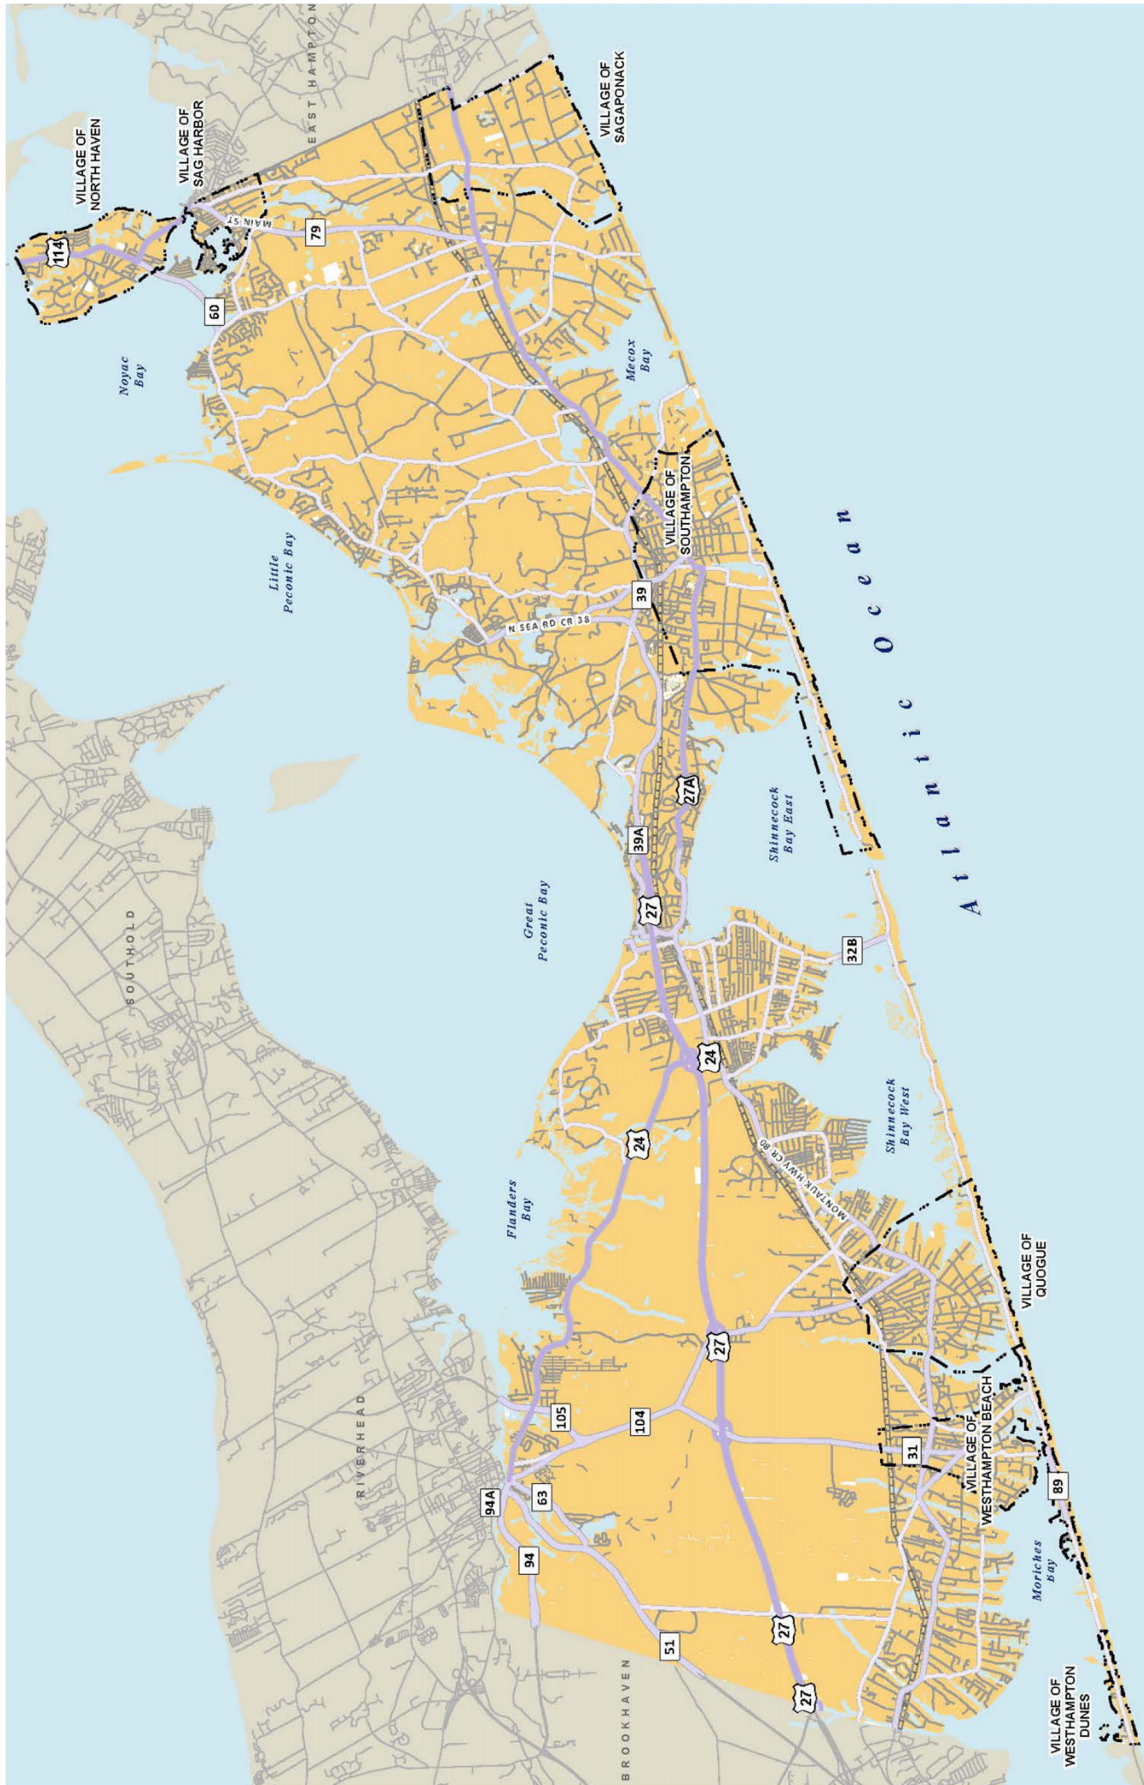 VILLAGE OF
NORTH HAVEN
VILLAGE OF
SAG HARBOR
EAST HAMPTON
VILLAGE OF
SAGAPONACK
114
MAIN ST
79
60
Noyac
Bay
Mecox
Bay
Little
Peconic Bay
VILLAGE OF
SOUTHAMPTON
39
N SEA RD CR 38
Atlantic Ocean
39A
27A
27
Shinnecock
Bay East
Great
Peconic Bay
SOUTHOLD
32B
24
24
Shinnecock
Bay West
MONTAUK HWY CR 80
Flanders
Bay
VILLAGE OF
QUOGUE
27
105
104
31
VILLAGE OF
WESTHAMPTON BEACH
RIVERHEAD
94A
63
94
89
Moriches
Bay
51
27
27
BROOKHAVEN
VILLAGE OF
WESTHAMPTON
DUNES